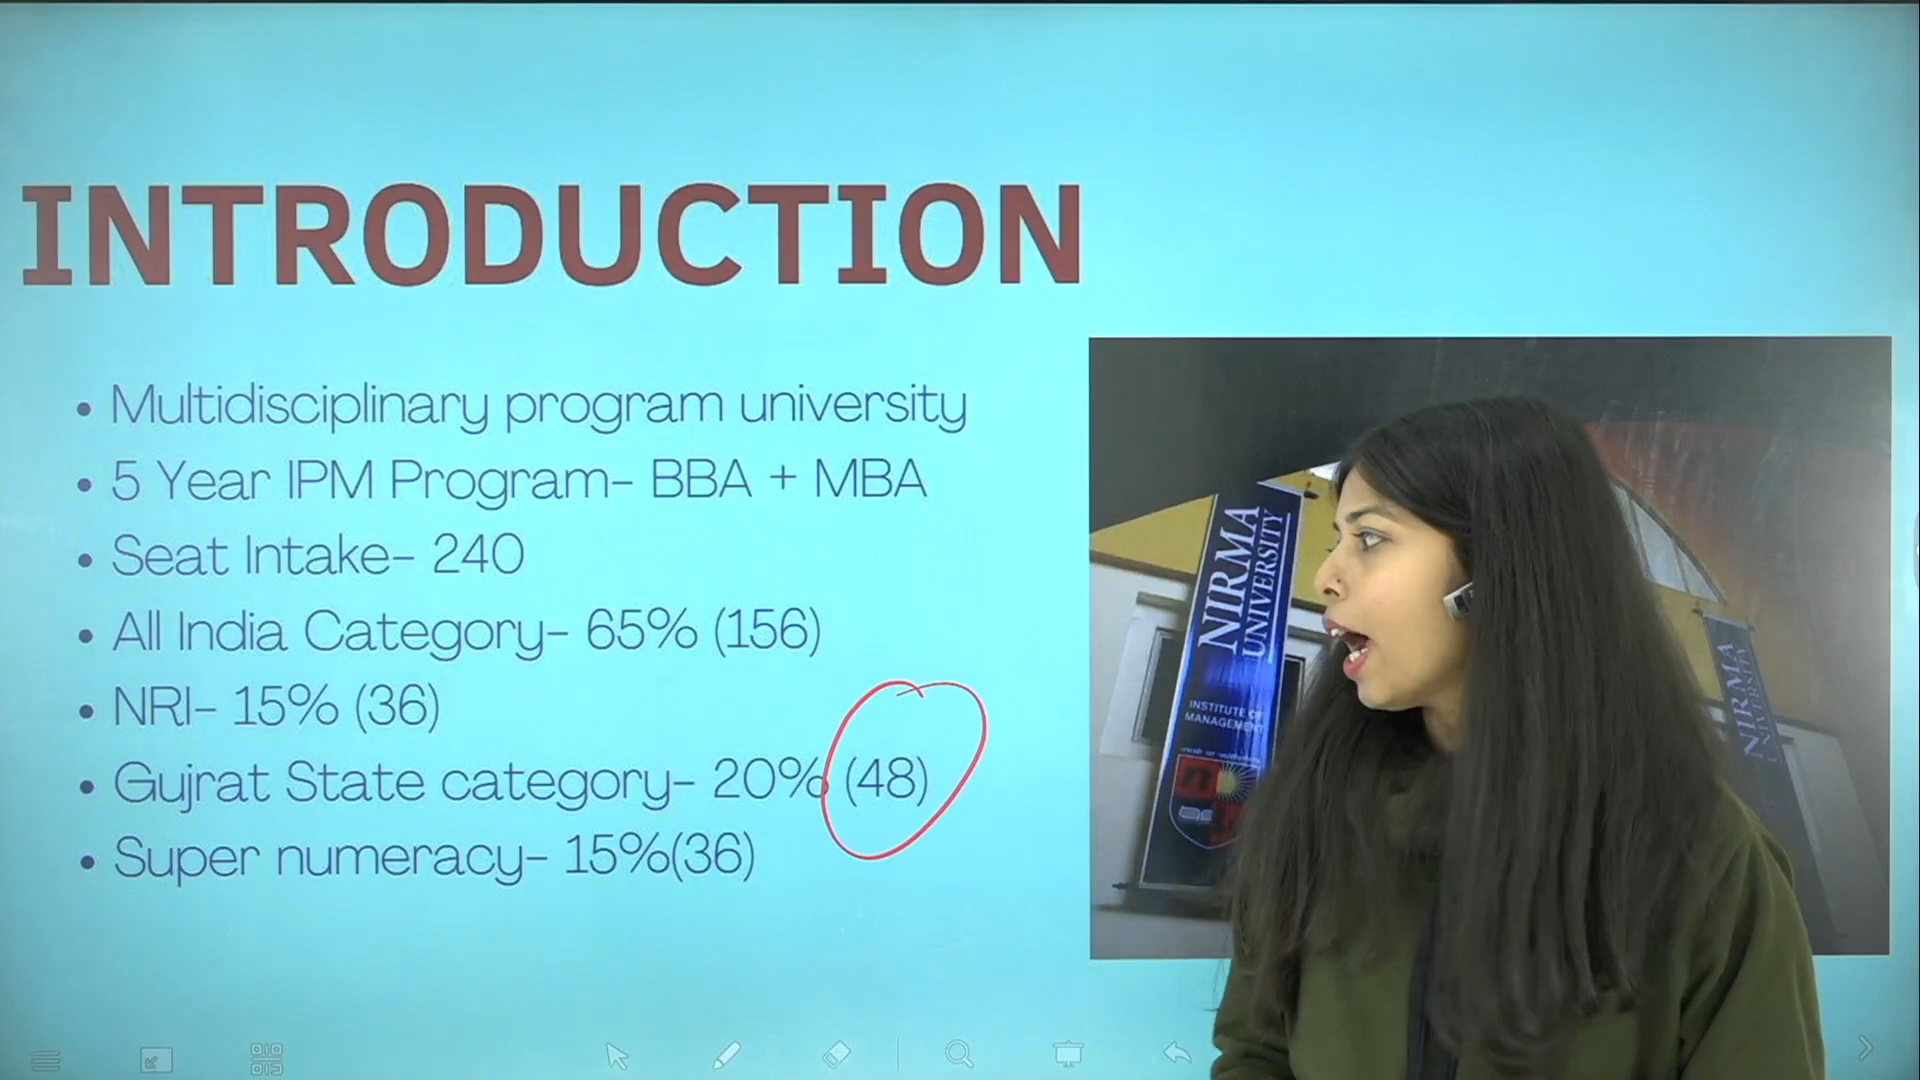 INTRODUCTION
• Multidisciplinary program university
• 5 Year IPM Program- BBA + MBA
• Seat Intake- 240
• All India Category- 65% (156)
• NRI- 15% (36)
• Gujrat State category- 20% (48)
• Super numeracy- 15%(36)
NIRMA
UNIVERSITY
INSTITUTE OF
MANAGEMENT
NIRMA
UNIVERSITY